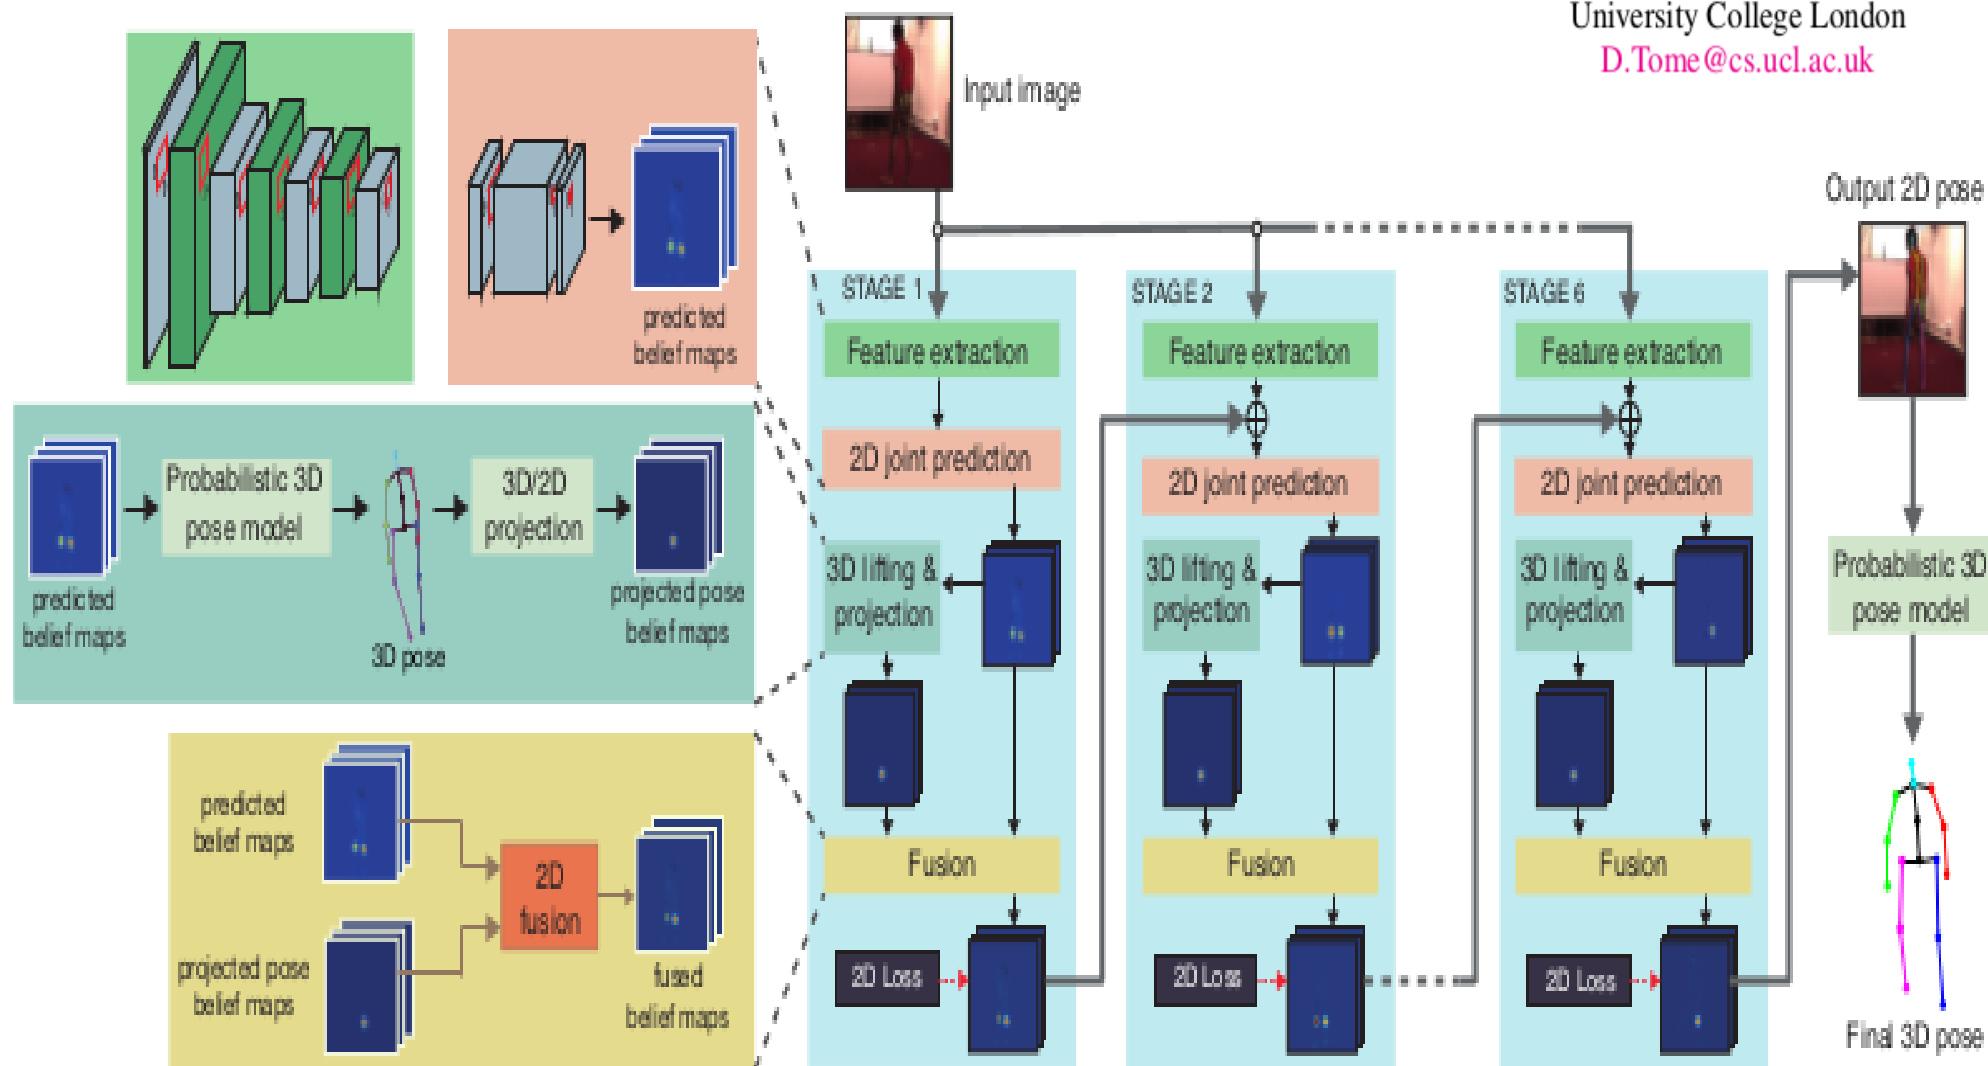 University College London
D.Tome@cs.ucl.ac.uk
Input image
Output 2D pose
predicted
belief maps
STAGE 1
STAGE 2
STAGE 6
Feature extraction
Feature extraction
Feature extraction
2D joint prediction
2D joint prediction
2D joint prediction
Probabilistic 3D
pose model
3D/2D
projection
predicted
belief maps
3D pose
projected pose
belief maps
3D lifting &
projection
3D lifting &
projection
3D lifting &
projection
Probabilistic 3D
pose model
predicted
belief maps
2D
fusion
projected pose
belief maps
fused
belief maps
Fusion
Fusion
Fusion
2D Loss
2D Loss
2D Loss
Final 3D pose